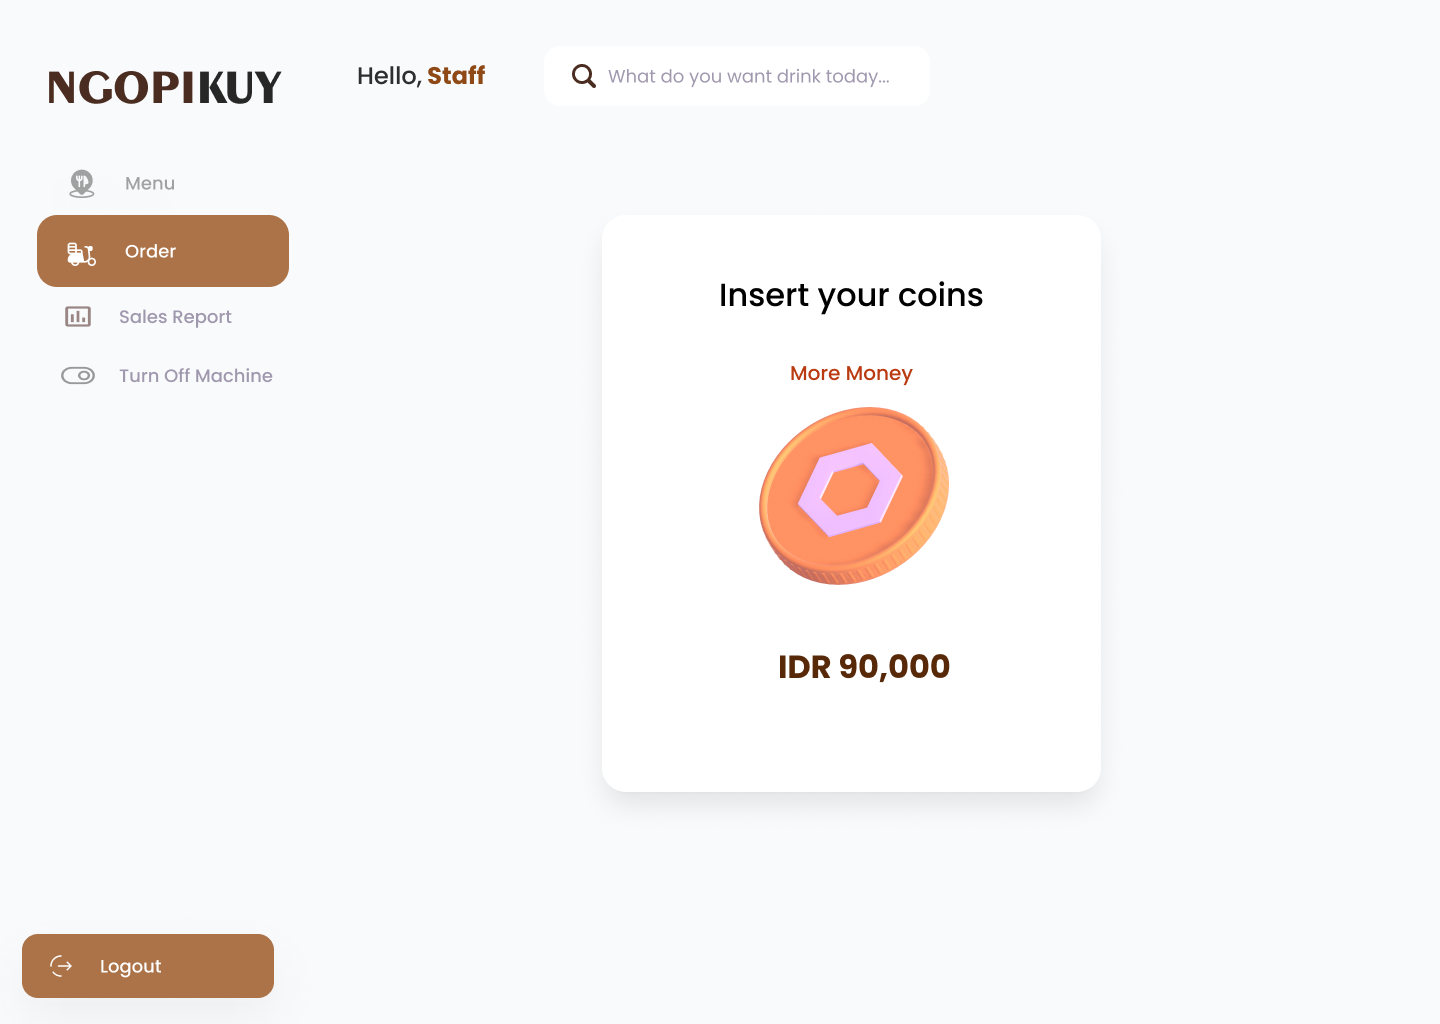 NGOPIKUY
Hello, Staff
What do you want drink today...
Menu
Order
Sales Report
Turn Off Machine
Insert your coins
More Money
IDR 90,000
Logout